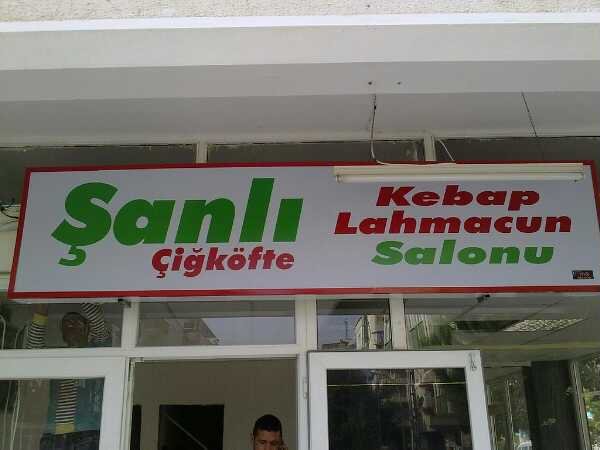 Şanlı
Çiğköfte
Kebap
Lahmacun
Salonu